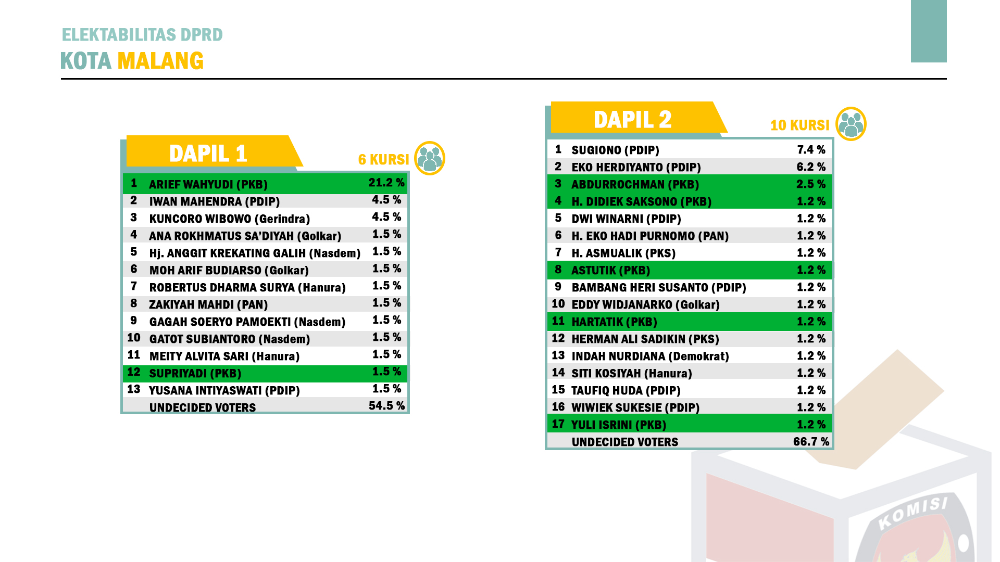 ELEKTABILITAS DPRD
KOTA MALANG
DAPIL 1
6 KURSI
1 ARIEF WAHYUDI (PKB) 21.2 %
2 IWAN MAHENDRA (PDIP) 4.5 %
3 KUNCORO WIBOWO (Gerindra) 4.5 %
4 ANA ROKHMATUS SA’DIYAH (Golkar) 1.5 %
5 Hj. ANGGIT KREKATING GALIH (Nasdem) 1.5 %
6 MOH ARIF BUDIARSO (Golkar) 1.5 %
7 ROBERTUS DHARMA SURYA (Hanura) 1.5 %
8 ZAKIYAH MAHDI (PAN) 1.5 %
9 GAGAH SOERYO PAMOEKTI (Nasdem) 1.5 %
10 GATOT SUBIANTORO (Nasdem) 1.5 %
11 MEITY ALVITA SARI (Hanura) 1.5 %
12 SUPRIYADI (PKB) 1.5 %
13 YUSANA INTIYASWATI (PDIP) 1.5 %
UNDECIDED VOTERS 54.5 %
DAPIL 2
10 KURSI
1 SUGIONO (PDIP) 7.4 %
2 EKO HERDIYANTO (PDIP) 6.2 %
3 ABDURROCHMAN (PKB) 2.5 %
4 H. DIDIEK SAKSONO (PKB) 1.2 %
5 DWI WINARNI (PDIP) 1.2 %
6 H. EKO HADI PURNOMO (PAN) 1.2 %
7 H. ASMUALIK (PKS) 1.2 %
8 ASTUTIK (PKB) 1.2 %
9 BAMBANG HERI SUSANTO (PDIP) 1.2 %
10 EDDY WIDJANARKO (Golkar) 1.2 %
11 HARTATIK (PKB) 1.2 %
12 HERMAN ALI SADIKIN (PKS) 1.2 %
13 INDAH NURDIANA (Demokrat) 1.2 %
14 SITI KOSIYAH (Hanura) 1.2 %
15 TAUFIQ HUDA (PDIP) 1.2 %
16 WIWIEK SUKESIE (PDIP) 1.2 %
17 YULI ISRINI (PKB) 1.2 %
UNDECIDED VOTERS 66.7 %
KOMISI